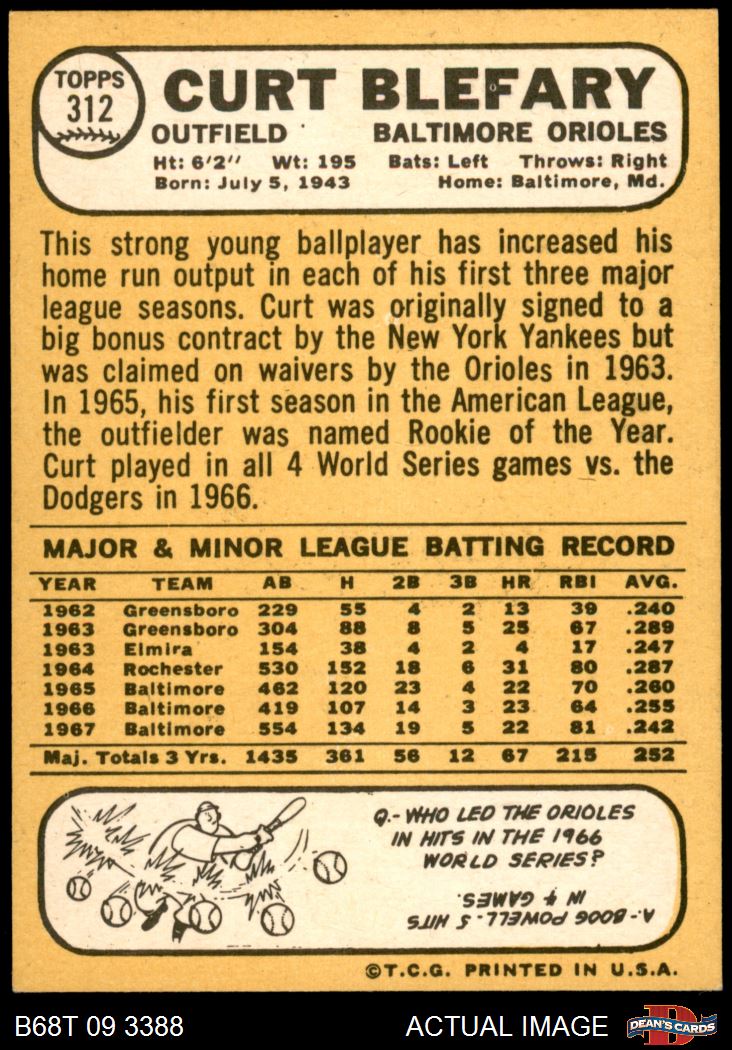 TOPPS
312
CURT BLEFARY
OUTFIELD BALTIMORE ORIOLES
Ht: 6'2" Wt: 195 Bats: Left Throws: Right
Born: July 5, 1943 Home: Baltimore, Md.
This strong young ballplayer has increased his
home run output in each of his first three major
league seasons. Curt was originally signed to a
big bonus contract by the New York Yankees but
was claimed on waivers by the Orioles in 1963.
In 1965, his first season in the American League,
the outfielder was named Rookie of the Year.
Curt played in all 4 World Series games vs. the
Dodgers in 1966.
MAJOR & MINOR LEAGUE BATTING RECORD
YEAR TEAM AB H 2B 3B HR RBI AVG.
1962 Greensboro 229 55 4 2 13 39 .240
1963 Greensboro 304 88 8 5 25 67 .289
1963 Elmira 154 38 4 2 4 17 .247
1964 Rochester 530 152 18 6 31 80 .287
1965 Baltimore 462 120 23 4 22 70 .260
1966 Baltimore 419 107 14 3 23 64 .255
1967 Baltimore 554 134 19 5 22 81 .242
Maj. Totals 3 Yrs. 1435 361 56 12 67 215 252
Q.- WHO LED THE ORIOLES
IN HITS IN THE 1966
WORLD SERIES?
A.- BOOG POWELL - 5 HITS
IN 4 GAMES.
©T.C.G. PRINTED IN U.S.A.
B68T 09 3388 ACTUAL IMAGE
D
DEAN'S CARDS